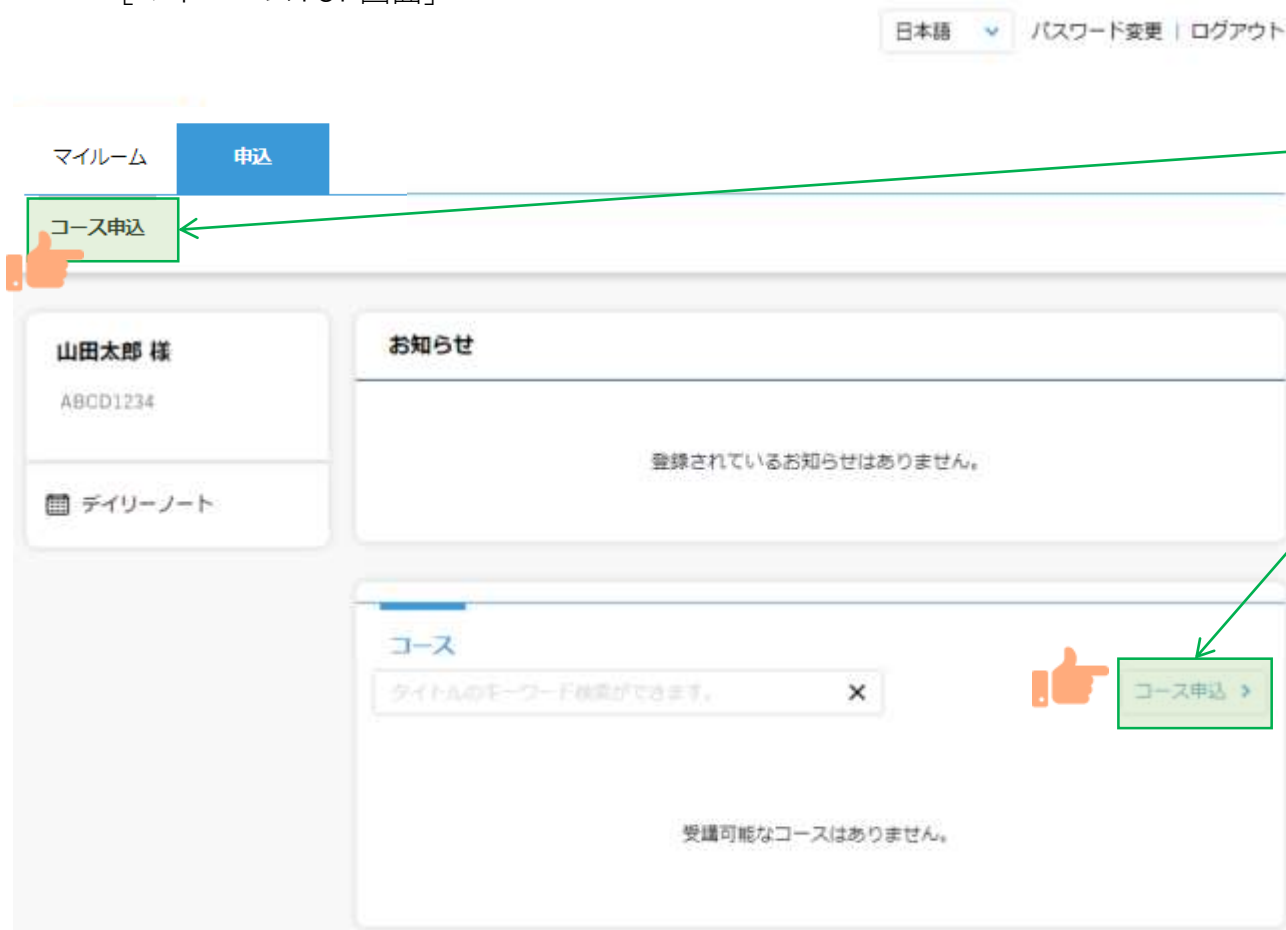 日本語 パスワード変更 | ログアウト
マイルーム 申込
コース申込
山田太郎 様
ABCD1234
デイリーノート
お知らせ
登録されているお知らせはありません。
コース
タイトルのキーワード検索ができます。
コース申込
受講可能なコースはありません。